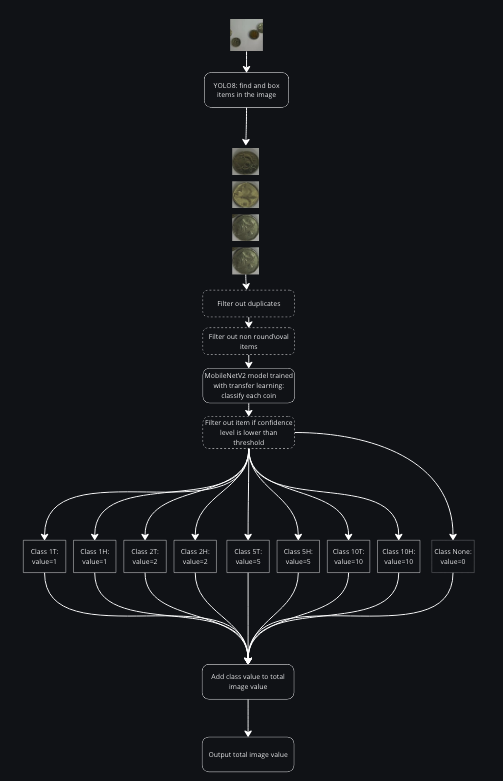 YOLO8: find and box
items in the image
Filter out duplicates
Filter out non round\oval
items
MobileNetV2 model trained
with transfer learning:
classify each coin
Filter out item if confidence
level is lower than
threshold
Class 1T:
value=1
Class 1H:
value=1
Class 2T:
value=2
Class 2H:
value=2
Class 5T:
value=5
Class 5H:
value=5
Class 10T:
value=10
Class 10H:
value=10
Class None:
value=0
Add class value to total
image value
Output total image value